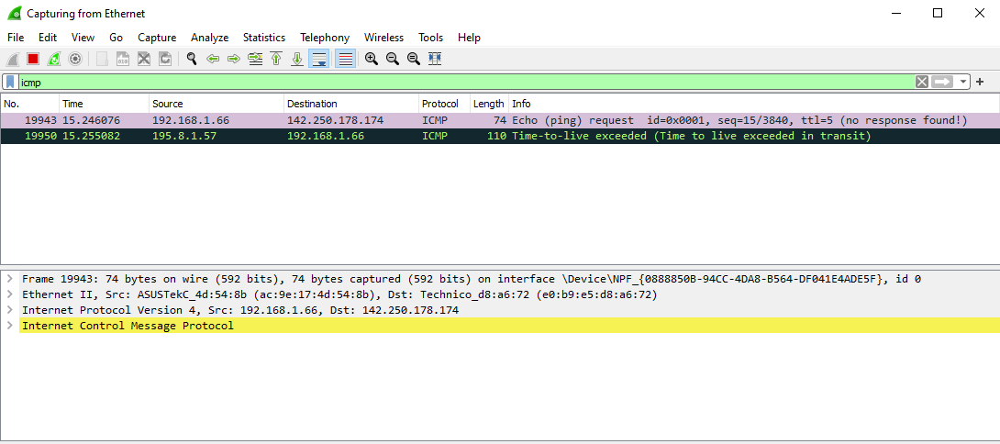 Capturing from Ethernet
File Edit View Go Capture Analyze Statistics Telephony Wireless Tools Help
icmp
No. Time Source Destination Protocol Length Info
19943 15.246076 192.168.1.66 142.250.178.174 ICMP 74 Echo (ping) request id=0x0001, seq=15/3840, ttl=5 (no response found!)
19950 15.255082 195.8.1.57 192.168.1.66 ICMP 110 Time-to-live exceeded (Time to live exceeded in transit)
Frame 19943: 74 bytes on wire (592 bits), 74 bytes captured (592 bits) on interface \Device\NPF_{0888850B-94CC-4DA8-B564-DF041E4ADE5F}, id 0
Ethernet II, Src: ASUSTekC_4d:54:8b (ac:9e:17:4d:54:8b), Dst: Technico_d8:a6:72 (e0:b9:e5:d8:a6:72)
Internet Protocol Version 4, Src: 192.168.1.66, Dst: 142.250.178.174
Internet Control Message Protocol